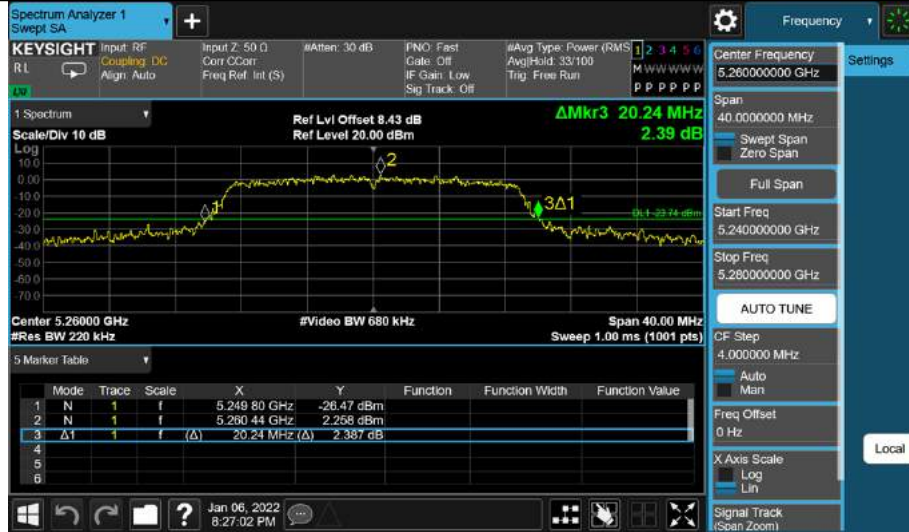 Spectrum Analyzer 1
Swept SA
+
Frequency
KEYSIGHT
RL
Input: RF
Coupling: DC
Align: Auto
Input Z: 50 Ω
Corr CCorr
Freq Ref: Int (S)
#Atten: 30 dB
PNO: Fast
Gate: Off
IF Gain: Low
Sig Track: Off
#Avg Type: Power (RMS
Avg|Hold: 33/100
Trig: Free Run
1 2 3 4 5 6
M W W W W W
P P P P P P
Center Frequency
5.260000000 GHz
Settings
Span
40.0000000 MHz
Swept Span
Zero Span
Full Span
Start Freq
5.240000000 GHz
Stop Freq
5.280000000 GHz
AUTO TUNE
CF Step
4.000000 MHz
Auto
Man
Freq Offset
0 Hz
X Axis Scale
Log
Lin
Signal Track
(Span Zoom)
Local
1 Spectrum
Scale/Div 10 dB
Ref Lvl Offset 8.43 dB
Ref Level 20.00 dBm
ΔMkr3 20.24 MHz
2.39 dB
Log
10.0
0.00
-10.0
-20.0
-30.0
-40.0
-50.0
-60.0
-70.0
1
2
3Δ1
DL1 -23.74 dBm
Center 5.26000 GHz
#Res BW 220 kHz
#Video BW 680 kHz
Span 40.00 MHz
Sweep 1.00 ms (1001 pts)
5 Marker Table
Mode Trace Scale X Y Function Function Width Function Value
1 N 1 f 5.249 80 GHz -26.47 dBm
2 N 1 f 5.260 44 GHz 2.258 dBm
3 Δ1 1 f (Δ) 20.24 MHz (Δ) 2.387 dB
4
5
6
?
Jan 06, 2022
8:27:02 PM